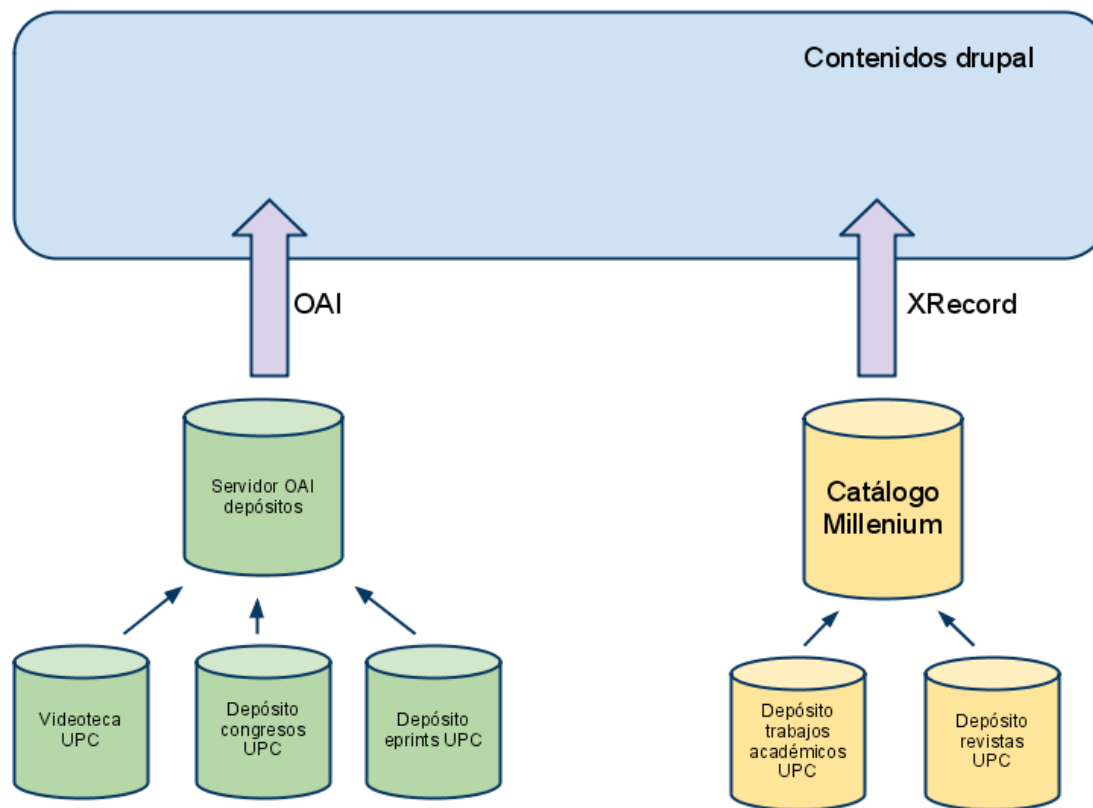 Contenidos drupal
OAI
XRecord
Servidor OAI
depósitos
Catálogo
Millenium
Videoteca
UPC
Depósito
congresos
UPC
Depósito
eprints UPC
Depósito
trabajos
académicos
UPC
Depósito
revistas
UPC